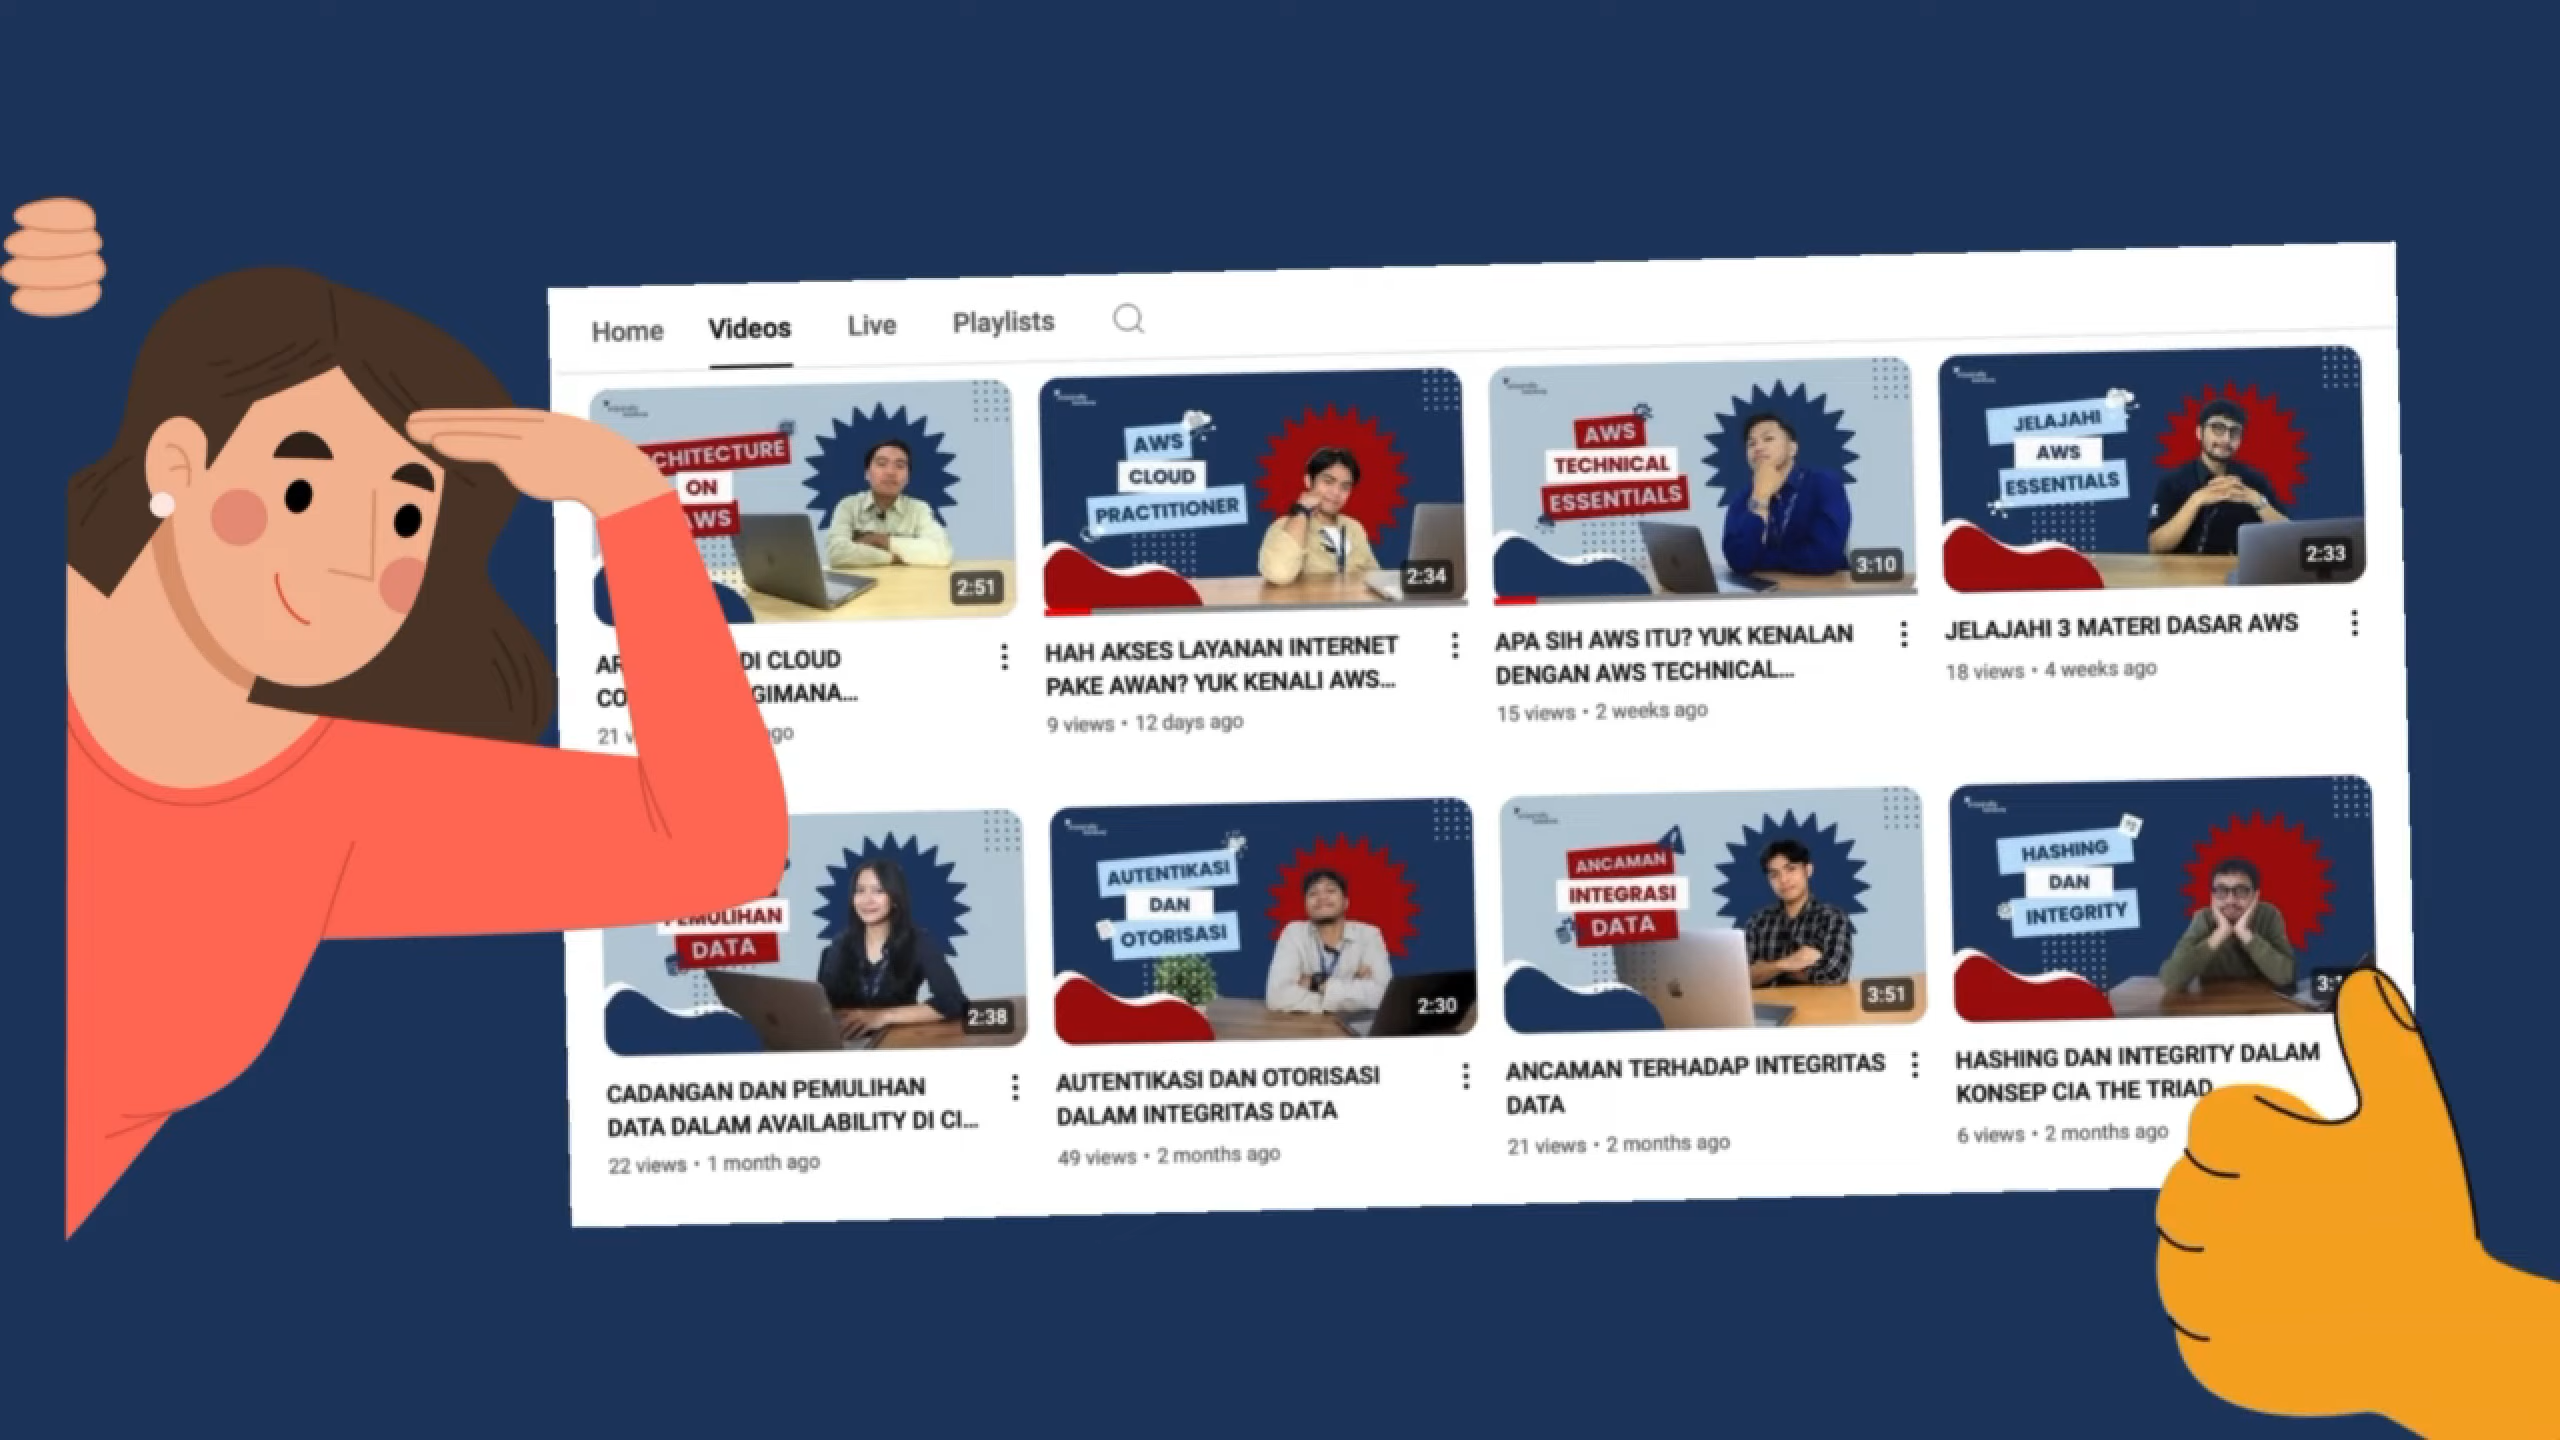 Home Videos Live Playlists
CHITECTURE
ON
AWS
2:51
AWS
CLOUD
PRACTITIONER
2:34
AWS
TECHNICAL
ESSENTIALS
3:10
JELAJAHI
AWS
ESSENTIALS
2:33
AR DI CLOUD
CO GIMANA...
21 v go
HAH AKSES LAYANAN INTERNET
PAKE AWAN? YUK KENALI AWS...
9 views • 12 days ago
APA SIH AWS ITU? YUK KENALAN
DENGAN AWS TECHNICAL...
15 views • 2 weeks ago
JELAJAHI 3 MATERI DASAR AWS
18 views • 4 weeks ago
PEMULIHAN
DATA
2:38
AUTENTIKASI
DAN
OTORISASI
2:30
ANCAMAN
INTEGRASI
DATA
3:51
HASHING
DAN
INTEGRITY
3:1
CADANGAN DAN PEMULIHAN
DATA DALAM AVAILABILITY DI CI...
22 views • 1 month ago
AUTENTIKASI DAN OTORISASI
DALAM INTEGRITAS DATA
49 views • 2 months ago
ANCAMAN TERHADAP INTEGRITAS
DATA
21 views • 2 months ago
HASHING DAN INTEGRITY DALAM
KONSEP CIA THE TRIAD
6 views • 2 months ago